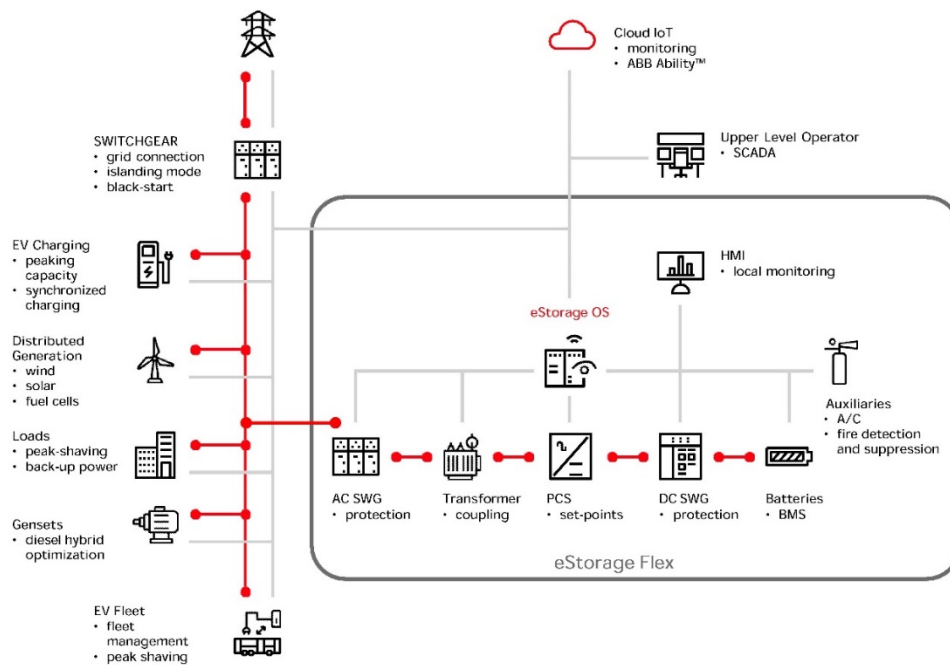 Cloud IoT
• monitoring
• ABB Ability™
Upper Level Operator
• SCADA
SWITCHGEAR
• grid connection
• islanding mode
• black-start
EV Charging
• peaking
capacity
• synchronized
charging
HMI
• local monitoring
eStorage OS
Distributed
Generation
• wind
• solar
• fuel cells
Auxiliaries
• A/C
• fire detection
and suppression
Loads
• peak-shaving
• back-up power
AC SWG
• protection
Transformer
• coupling
PCS
• set-points
DC SWG
• protection
Batteries
• BMS
Gensets
• diesel hybrid
optimization
eStorage Flex
EV Fleet
• fleet
management
• peak shaving